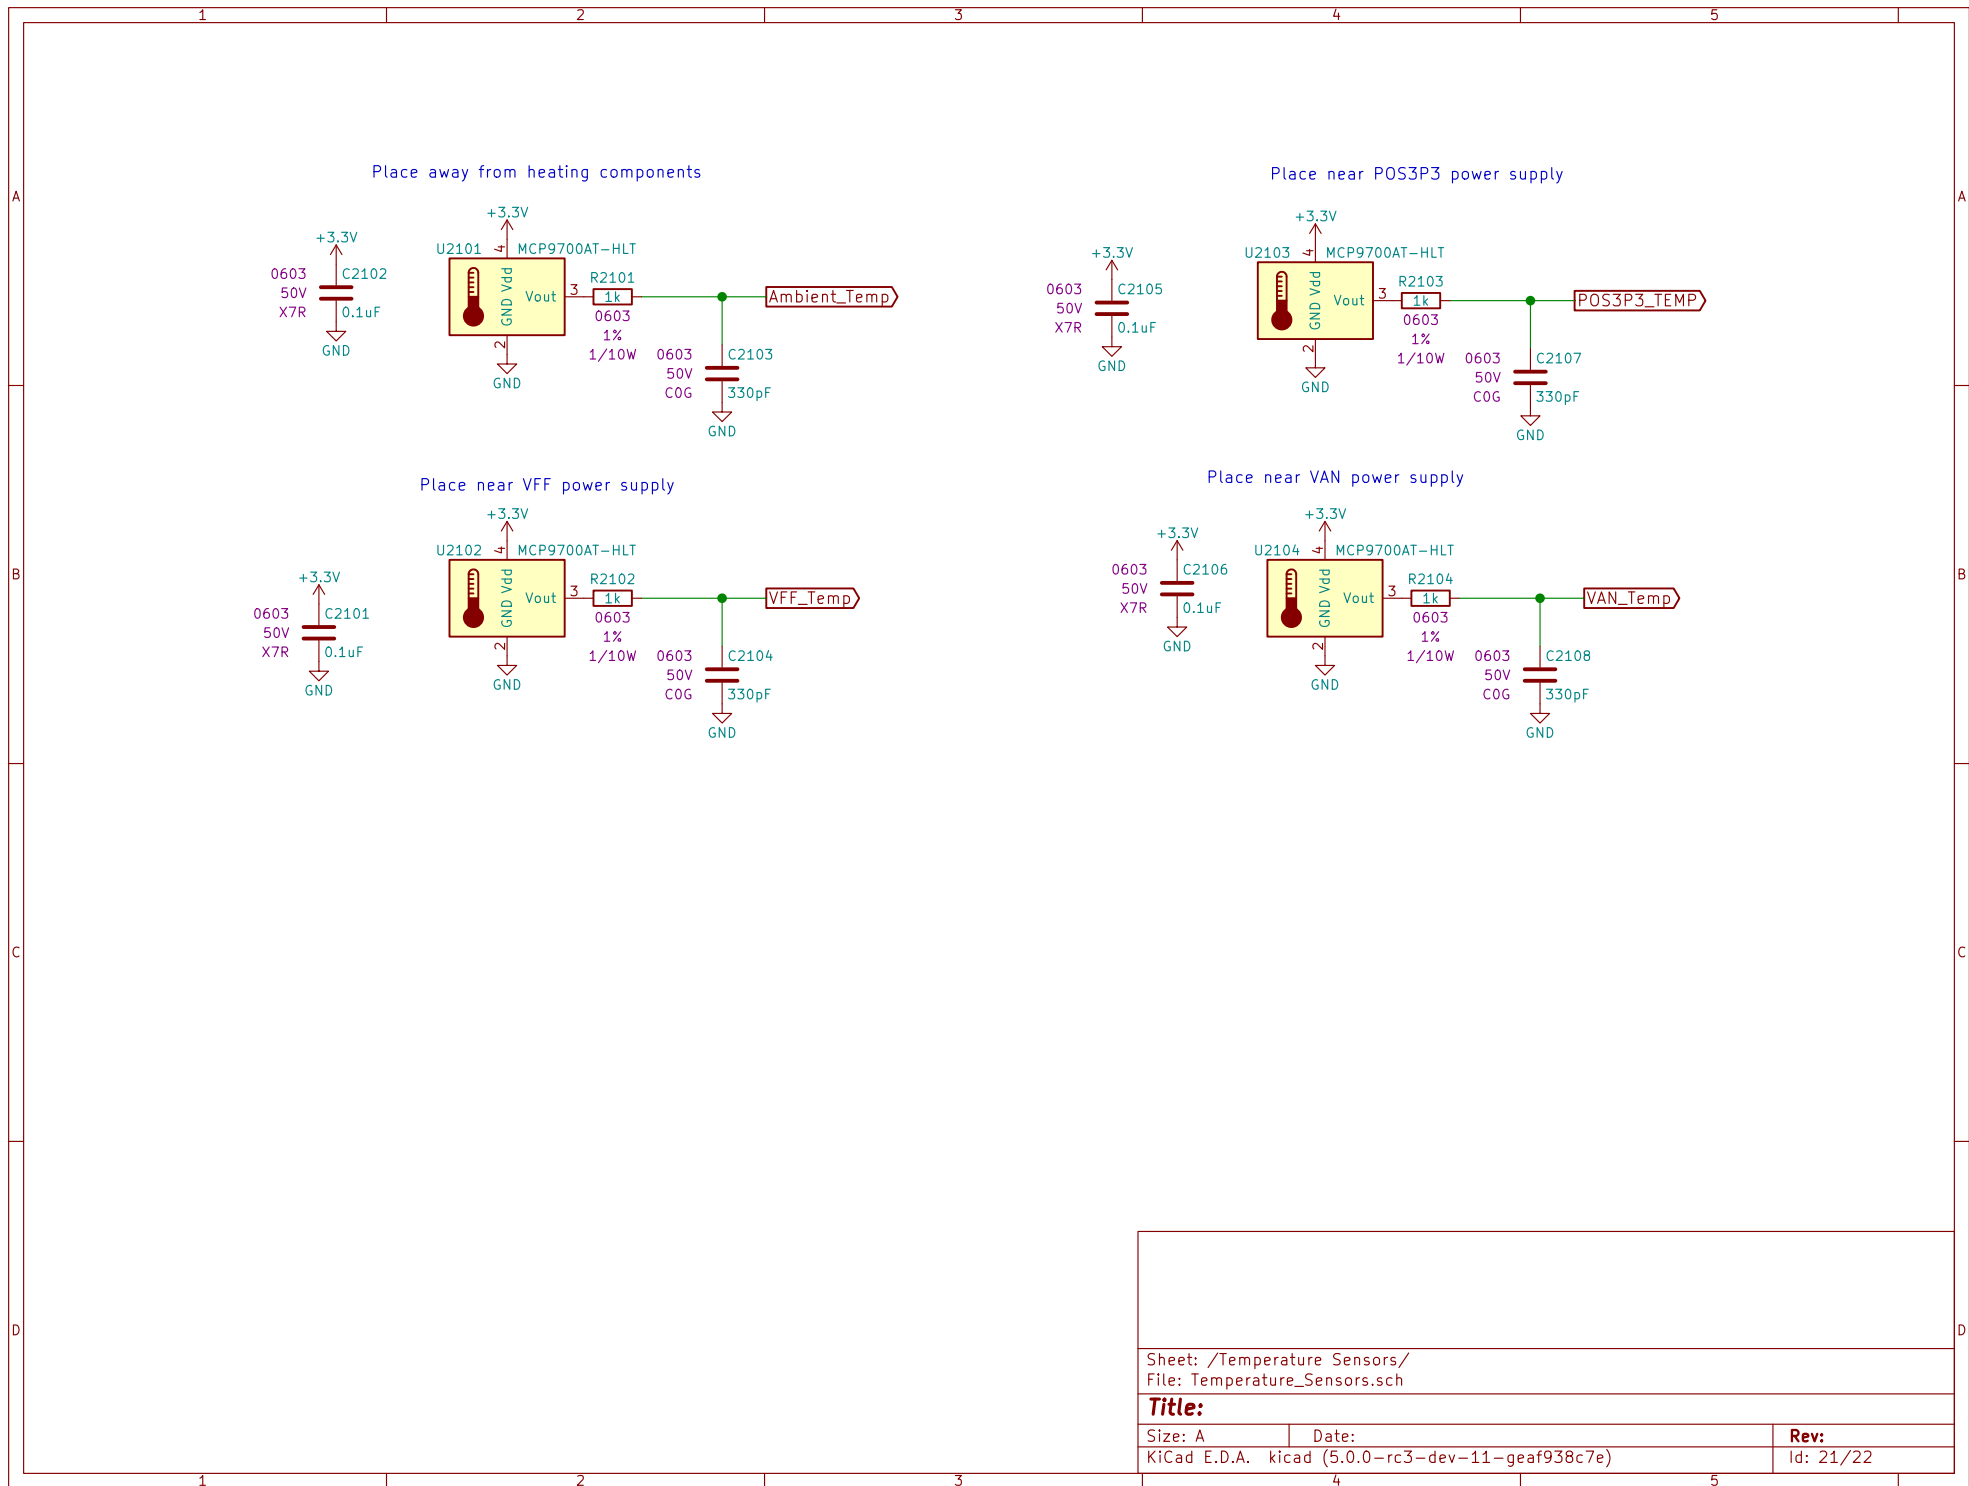 1 2 3 4 5
A A
B B
C C
D D
Place away from heating components
+3.3V
+3.3V
U2101 4 MCP9700AT-HLT
0603 C2102
50V
X7R 0.1uF
GND
GND Vdd
Vout 3
2
GND
R2101
1k
0603
1%
1/10W
Ambient_Temp
0603 C2103
50V
C0G 330pF
GND
Place near POS3P3 power supply
+3.3V
+3.3V
U2103 4 MCP9700AT-HLT
0603 C2105
50V
X7R 0.1uF
GND
GND Vdd
Vout 3
2
GND
R2103
1k
0603
1%
1/10W
POS3P3_TEMP
0603 C2107
50V
C0G 330pF
GND
Place near VFF power supply
+3.3V
+3.3V
U2102 4 MCP9700AT-HLT
0603 C2101
50V
X7R 0.1uF
GND
GND Vdd
Vout 3
2
GND
R2102
1k
0603
1%
1/10W
VFF_Temp
0603 C2104
50V
C0G 330pF
GND
Place near VAN power supply
+3.3V
+3.3V
U2104 4 MCP9700AT-HLT
0603 C2106
50V
X7R 0.1uF
GND
GND Vdd
Vout 3
2
GND
R2104
1k
0603
1%
1/10W
VAN_Temp
0603 C2108
50V
C0G 330pF
GND
Sheet: /Temperature Sensors/
File: Temperature_Sensors.sch
Title:
Size: A Date: Rev:
KiCad E.D.A. kicad (5.0.0-rc3-dev-11-geaf938c7e) Id: 21/22
1 2 3 4 5